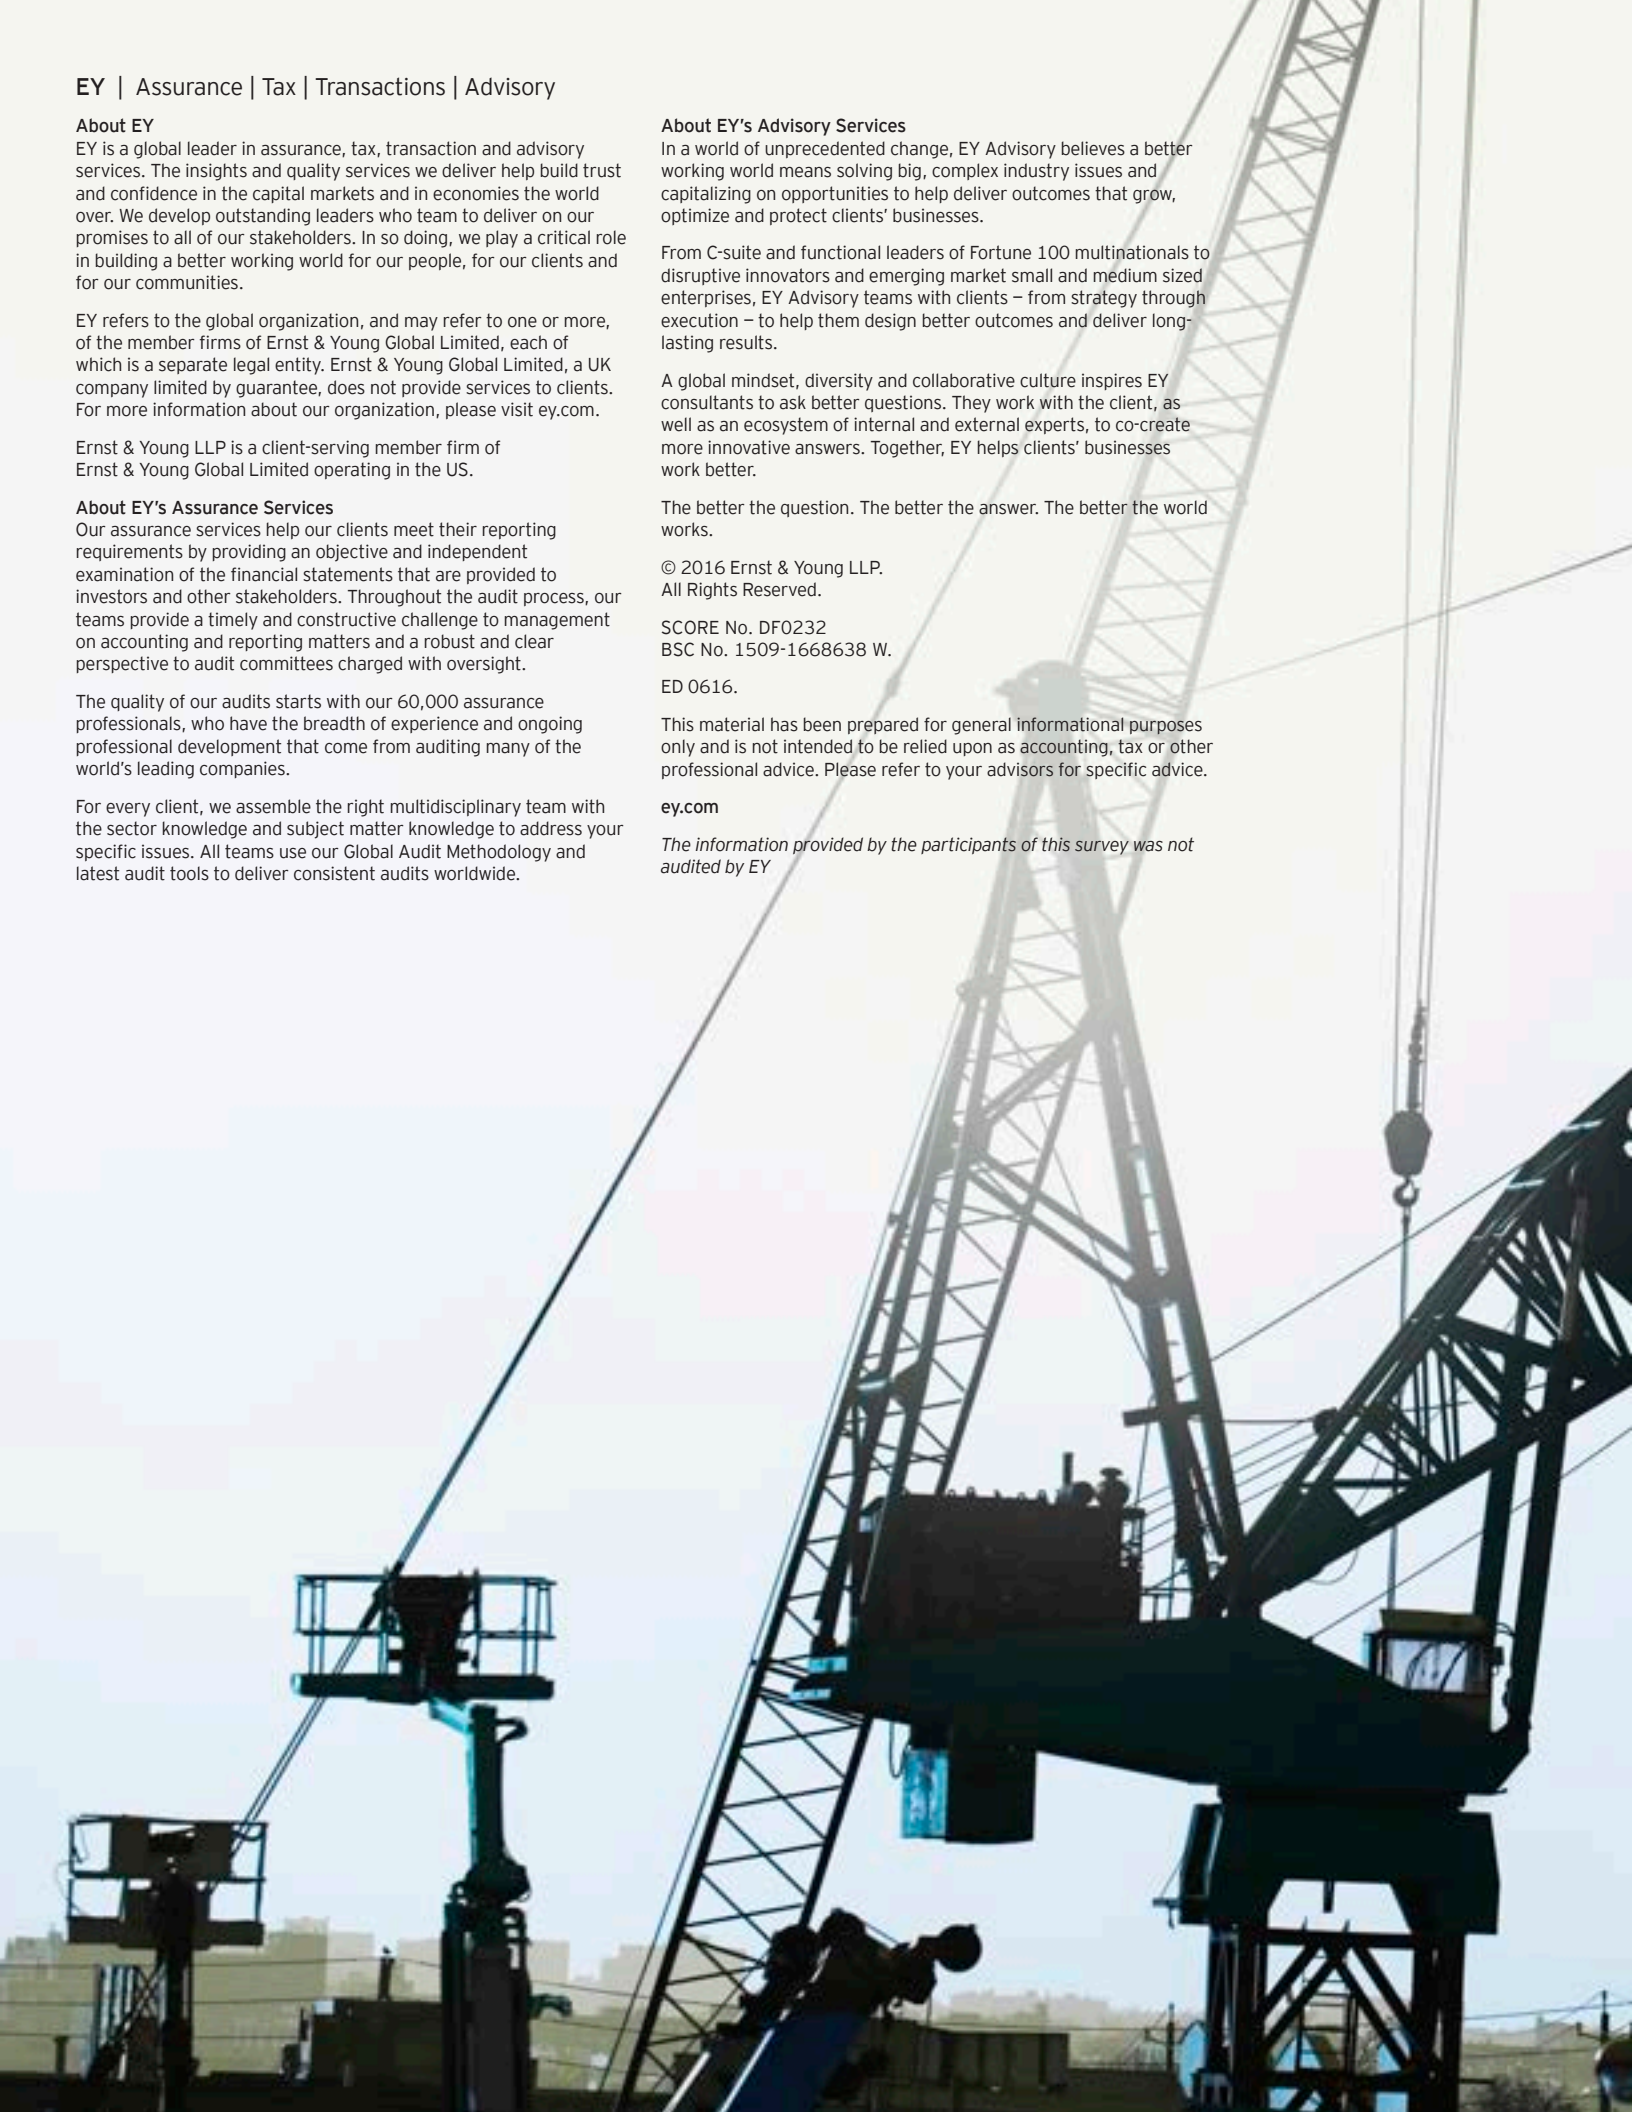 EY | Assurance | Tax | Transactions | Advisory
About EY
EY is a global leader in assurance, tax, transaction and advisory
services. The insights and quality services we deliver help build trust
and confidence in the capital markets and in economies the world
over. We develop outstanding leaders who team to deliver on our
promises to all of our stakeholders. In so doing, we play a critical role
in building a better working world for our people, for our clients and
for our communities.
EY refers to the global organization, and may refer to one or more,
of the member firms of Ernst & Young Global Limited, each of
which is a separate legal entity. Ernst & Young Global Limited, a UK
company limited by guarantee, does not provide services to clients.
For more information about our organization, please visit ey.com.
Ernst & Young LLP is a client-serving member firm of
Ernst & Young Global Limited operating in the US.
About EY's Assurance Services
Our assurance services help our clients meet their reporting
requirements by providing an objective and independent
examination of the financial statements that are provided to
investors and other stakeholders. Throughout the audit process, our
teams provide a timely and constructive challenge to management
on accounting and reporting matters and a robust and clear
perspective to audit committees charged with oversight.
The quality of our audits starts with our 60,000 assurance
professionals, who have the breadth of experience and ongoing
professional development that come from auditing many of the
world's leading companies.
For every client, we assemble the right multidisciplinary team with
the sector knowledge and subject matter knowledge to address your
specific issues. All teams use our Global Audit Methodology and
latest audit tools to deliver consistent audits worldwide.
About EY's Advisory Services
In a world of unprecedented change, EY Advisory believes a better
working world means solving big, complex industry issues and
capitalizing on opportunities to help deliver outcomes that grow,
optimize and protect clients' businesses.
From C-suite and functional leaders of Fortune 100 multinationals to
disruptive innovators and emerging market small and medium sized
enterprises, EY Advisory teams with clients — from strategy through
execution — to help them design better outcomes and deliver long-
lasting results.
A global mindset, diversity and collaborative culture inspires EY
consultants to ask better questions. They work with the client, as
well as an ecosystem of internal and external experts, to co-create
more innovative answers. Together, EY helps clients' businesses
work better.
The better the question. The better the answer. The better the world
works.
© 2016 Ernst & Young LLP.
All Rights Reserved.
SCORE No. DF0232
BSC No. 1509-1668638 W.
ED 0616.
This material has been prepared for general informational purposes
only and is not intended to be relied upon as accounting, tax or other
professional advice. Please refer to your advisors for specific advice.
ey.com
The information provided by the participants of this survey was not
audited by EY